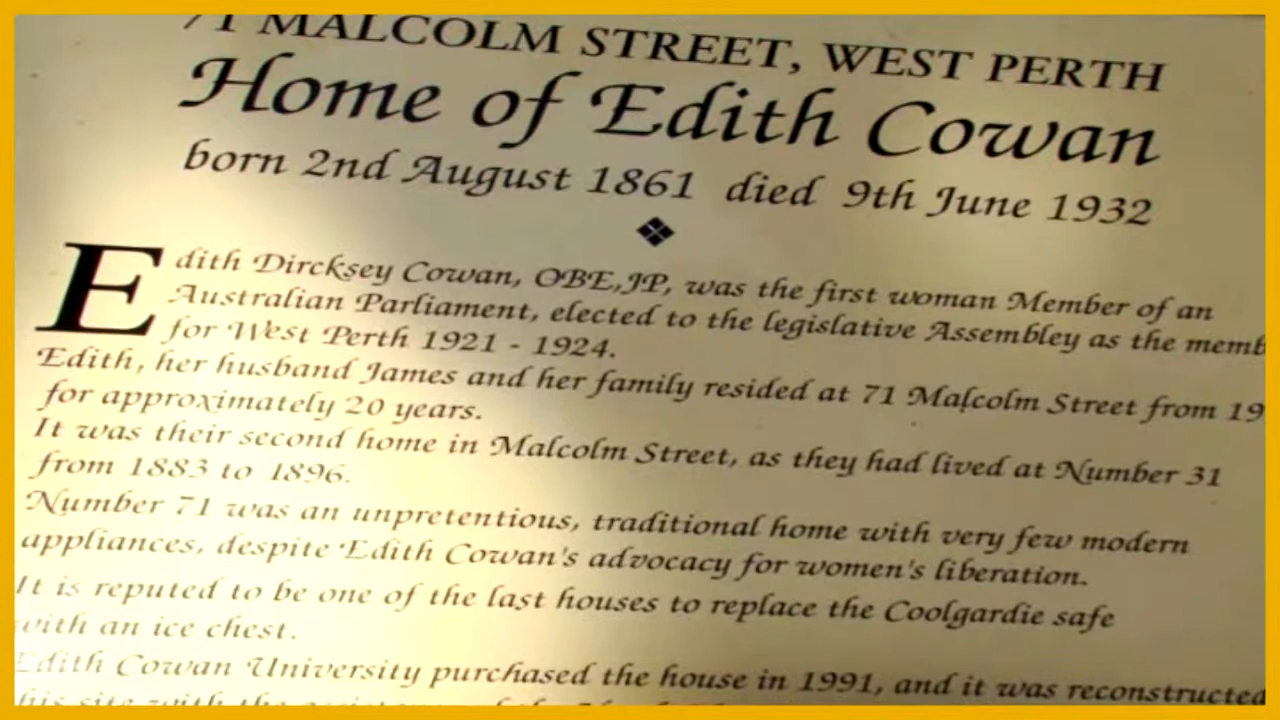 71 MALCOLM STREET, WEST PERTH
Home of Edith Cowan
born 2nd August 1861 died 9th June 1932
Edith Dircksey Cowan, OBE,JP, was the first woman Member of an
Australian Parliament, elected to the legislative Assembley as the memb
for West Perth 1921 - 1924.
Edith, her husband James and her family resided at 71 Malcolm Street from 19
for approximately 20 years.
It was their second home in Malcolm Street, as they had lived at Number 31
from 1883 to 1896.
Number 71 was an unpretentious, traditional home with very few modern
appliances, despite Edith Cowan's advocacy for women's liberation.
It is reputed to be one of the last houses to replace the Coolgardie safe
with an ice chest.
Edith Cowan University purchased the house in 1991, and it was reconstructed
his site with the